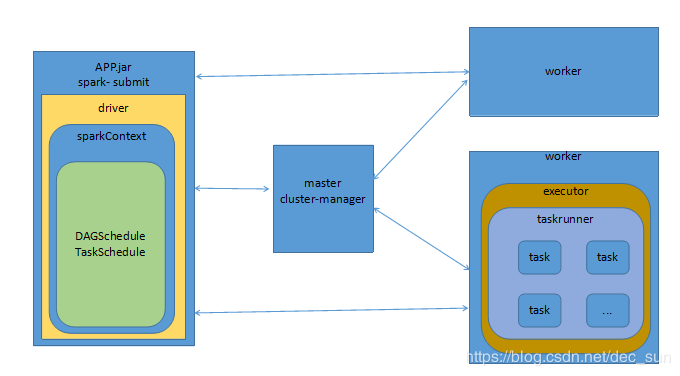 APP.jar
spark- submit
driver
sparkContext
DAGSchedule
TaskSchedule
master
cluster-manager
worker
worker
executor
taskrunner
task
task
task
...
https://blog.csdn.net/dec_sun